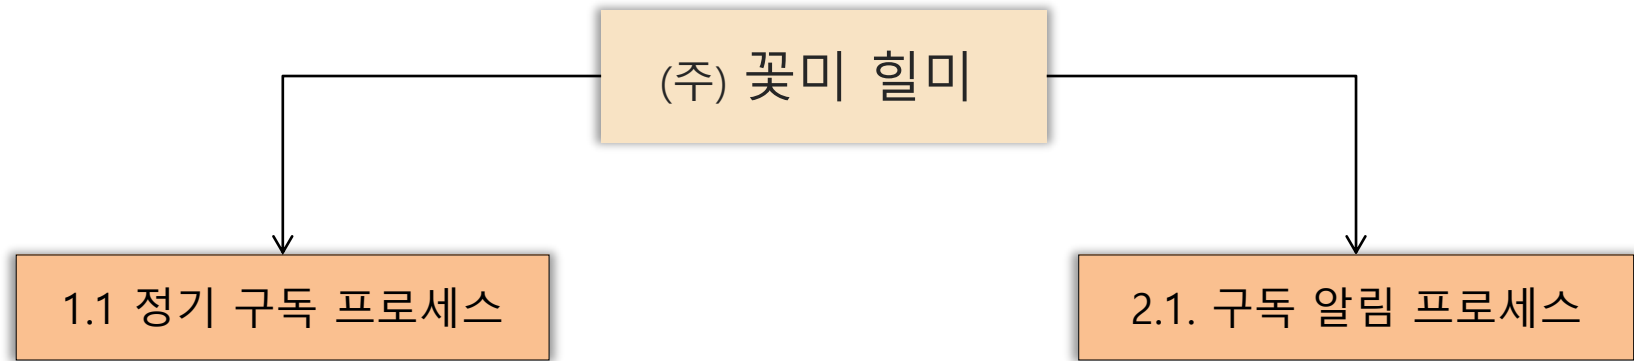 (주) 꽃미 힐미
1.1 정기 구독 프로세스
2.1. 구독 알림 프로세스